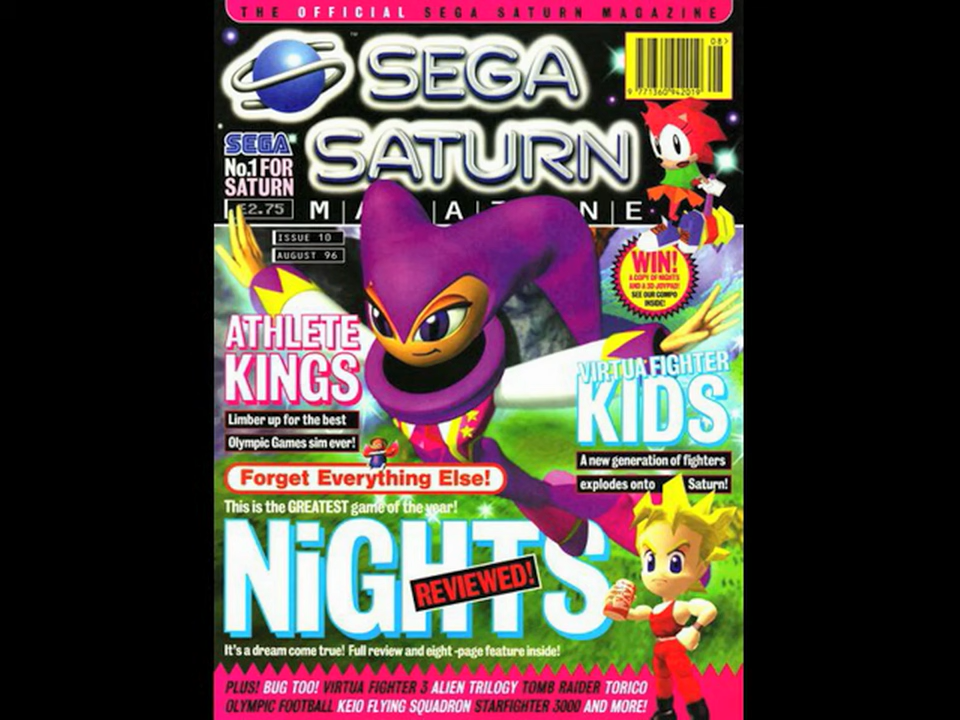 THE OFFICIAL SEGA SATURN MAGAZINE
SEGA
SATURN
SEGA
No.1 FOR
SATURN
£2.75
08>
9 771360 942019
ISSUE 10
AUGUST 96
WIN!
A COPY OF NIGHTS
AND A 3D JOYPAD!
SEE OUR COMPO
INSIDE!
ATHLETE
KINGS
Limber up for the best
Olympic Games sim ever!
VIRTUA FIGHTER
KIDS
A new generation of fighters
explodes onto Saturn!
Forget Everything Else!
This is the GREATEST game of the year!
NiGHTS
REVIEWED!
It's a dream come true! Full review and eight -page feature inside!
PLUS! BUG TOO! VIRTUA FIGHTER 3 ALIEN TRILOGY TOMB RAIDER TORICO
OLYMPIC FOOTBALL KEIO FLYING SQUADRON STARFIGHTER 3000 AND MORE!